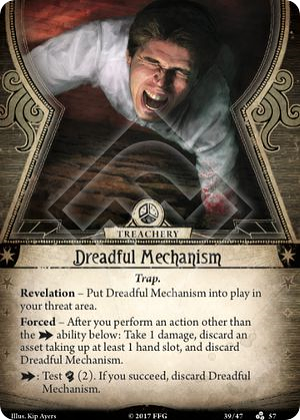 TREACHERY
Dreadful Mechanism
Trap.
Revelation – Put Dreadful Mechanism into play in
your threat area.
Forced – After you perform an action other than
the ability below: Take 1 damage, discard an
asset taking up at least 1 hand slot, and discard
Dreadful Mechanism.
: Test (2). If you succeed, discard Dreadful
Mechanism.
Illus. Kip Ayers © 2017 FFG 39/47 57